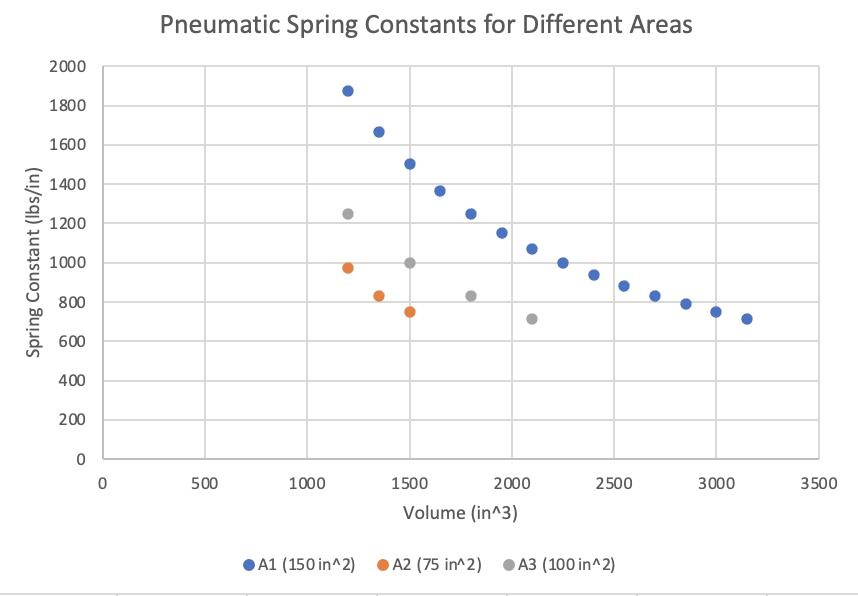 Pneumatic Spring Constants for Different Areas
2000
1800
1600
1400
1200
1000
800
600
400
200
0
Spring Constant (lbs/in)
0 500 1000 1500 2000 2500 3000 3500
Volume (in^3)
A1 (150 in^2) A2 (75 in^2) A3 (100 in^2)